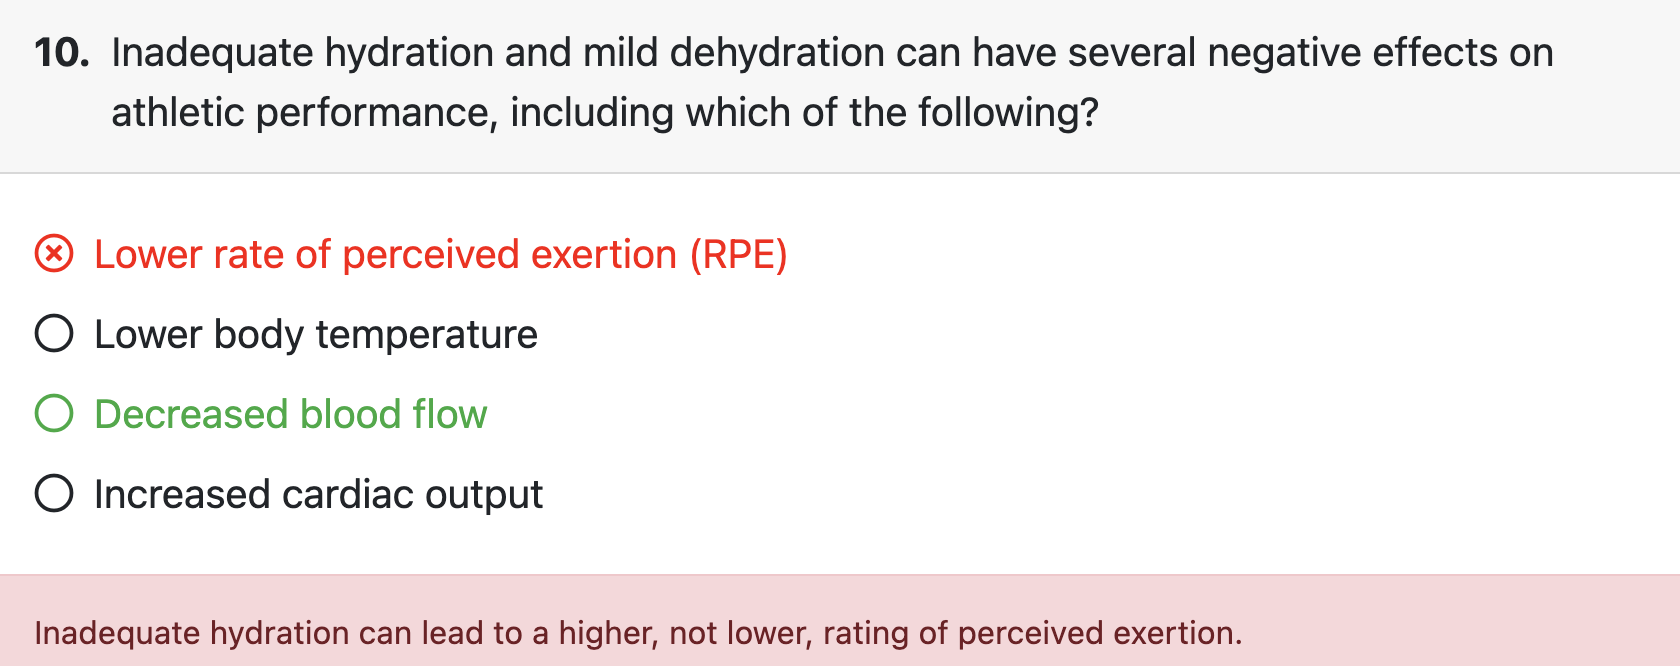 10. Inadequate hydration and mild dehydration can have several negative effects on
athletic performance, including which of the following?
Lower rate of perceived exertion (RPE)
Lower body temperature
Decreased blood flow
Increased cardiac output
Inadequate hydration can lead to a higher, not lower, rating of perceived exertion.